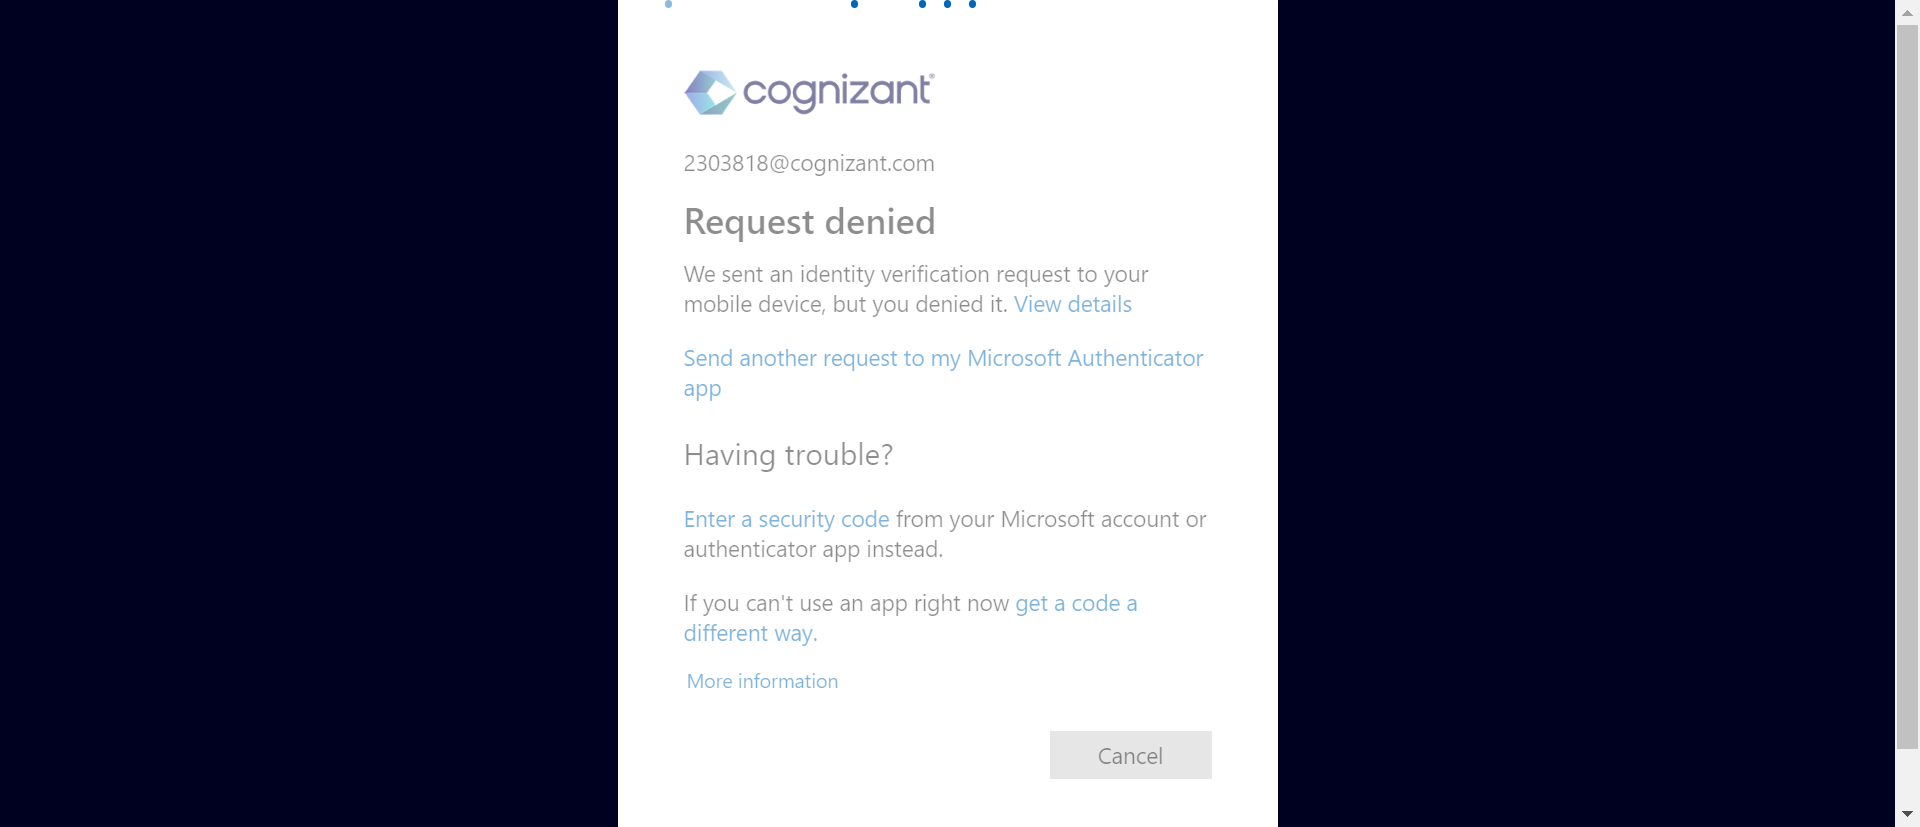 cognizant®
2303818@cognizant.com
Request denied
We sent an identity verification request to your
mobile device, but you denied it. View details
Send another request to my Microsoft Authenticator
app
Having trouble?
Enter a security code from your Microsoft account or
authenticator app instead.
If you can't use an app right now get a code a
different way.
More information
Cancel